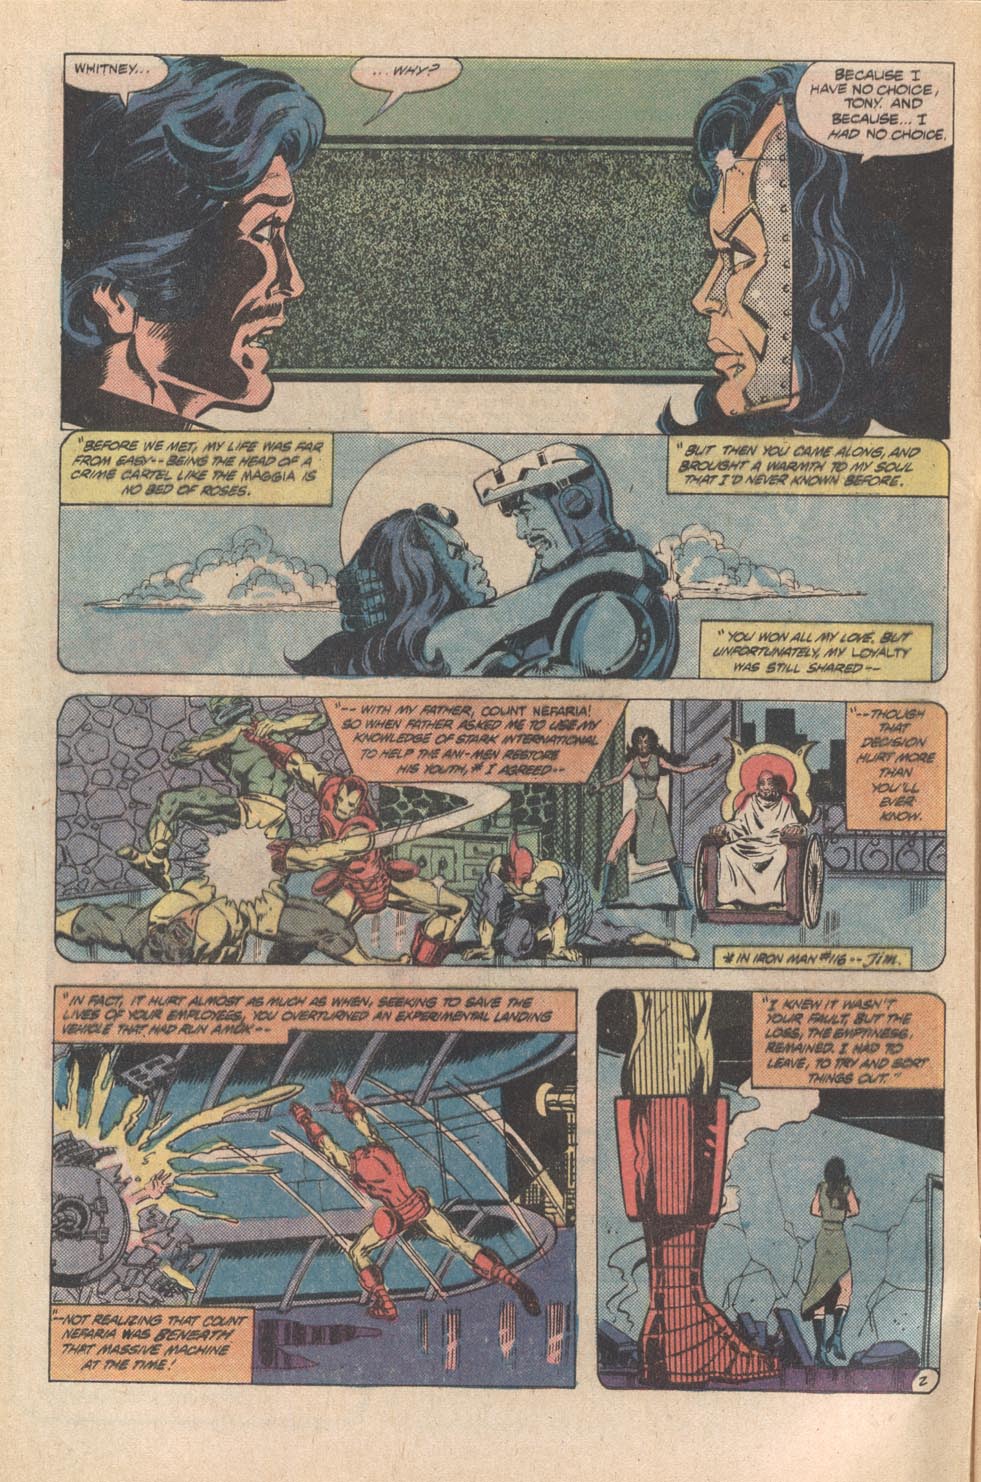 WHITNEY...
...WHY?
BECAUSE I
HAVE NO CHOICE,
TONY. AND
BECAUSE... I
HAD NO CHOICE.
"BEFORE WE MET, MY LIFE WAS FAR
FROM EASY-- BEING THE HEAD OF A
CRIME CARTEL LIKE THE MAGGIA IS
NO BED OF ROSES.
"BUT THEN YOU CAME ALONG, AND
BROUGHT A WARMTH TO MY SOUL
THAT I'D NEVER KNOWN BEFORE.
"YOU WON ALL MY LOVE, BUT
UNFORTUNATELY, MY LOYALTY
WAS STILL SHARED--
"-- WITH MY FATHER, COUNT NEFARIA!
SO WHEN FATHER ASKED ME TO USE MY
KNOWLEDGE OF STARK INTERNATIONAL
TO HELP THE ANI-MEN RESTORE
HIS YOUTH,* I AGREED--
"--THOUGH
THAT
DECISION
HURT MORE
THAN
YOU'LL
EVER
KNOW.
* IN IRON MAN #116 -- Jim.
"IN FACT, IT HURT ALMOST AS MUCH AS WHEN, SEEKING TO SAVE THE
LIVES OF YOUR EMPLOYEES, YOU OVERTURNED AN EXPERIMENTAL LANDING
VEHICLE THAT HAD RUN AMOK--
"--NOT REALIZING THAT COUNT
NEFARIA WAS BENEATH
THAT MASSIVE MACHINE
AT THE TIME!
"I KNEW IT WASN'T
YOUR FAULT, BUT THE
LOSS, THE EMPTINESS,
REMAINED. I HAD TO
LEAVE, TO TRY AND SORT
THINGS OUT."
2